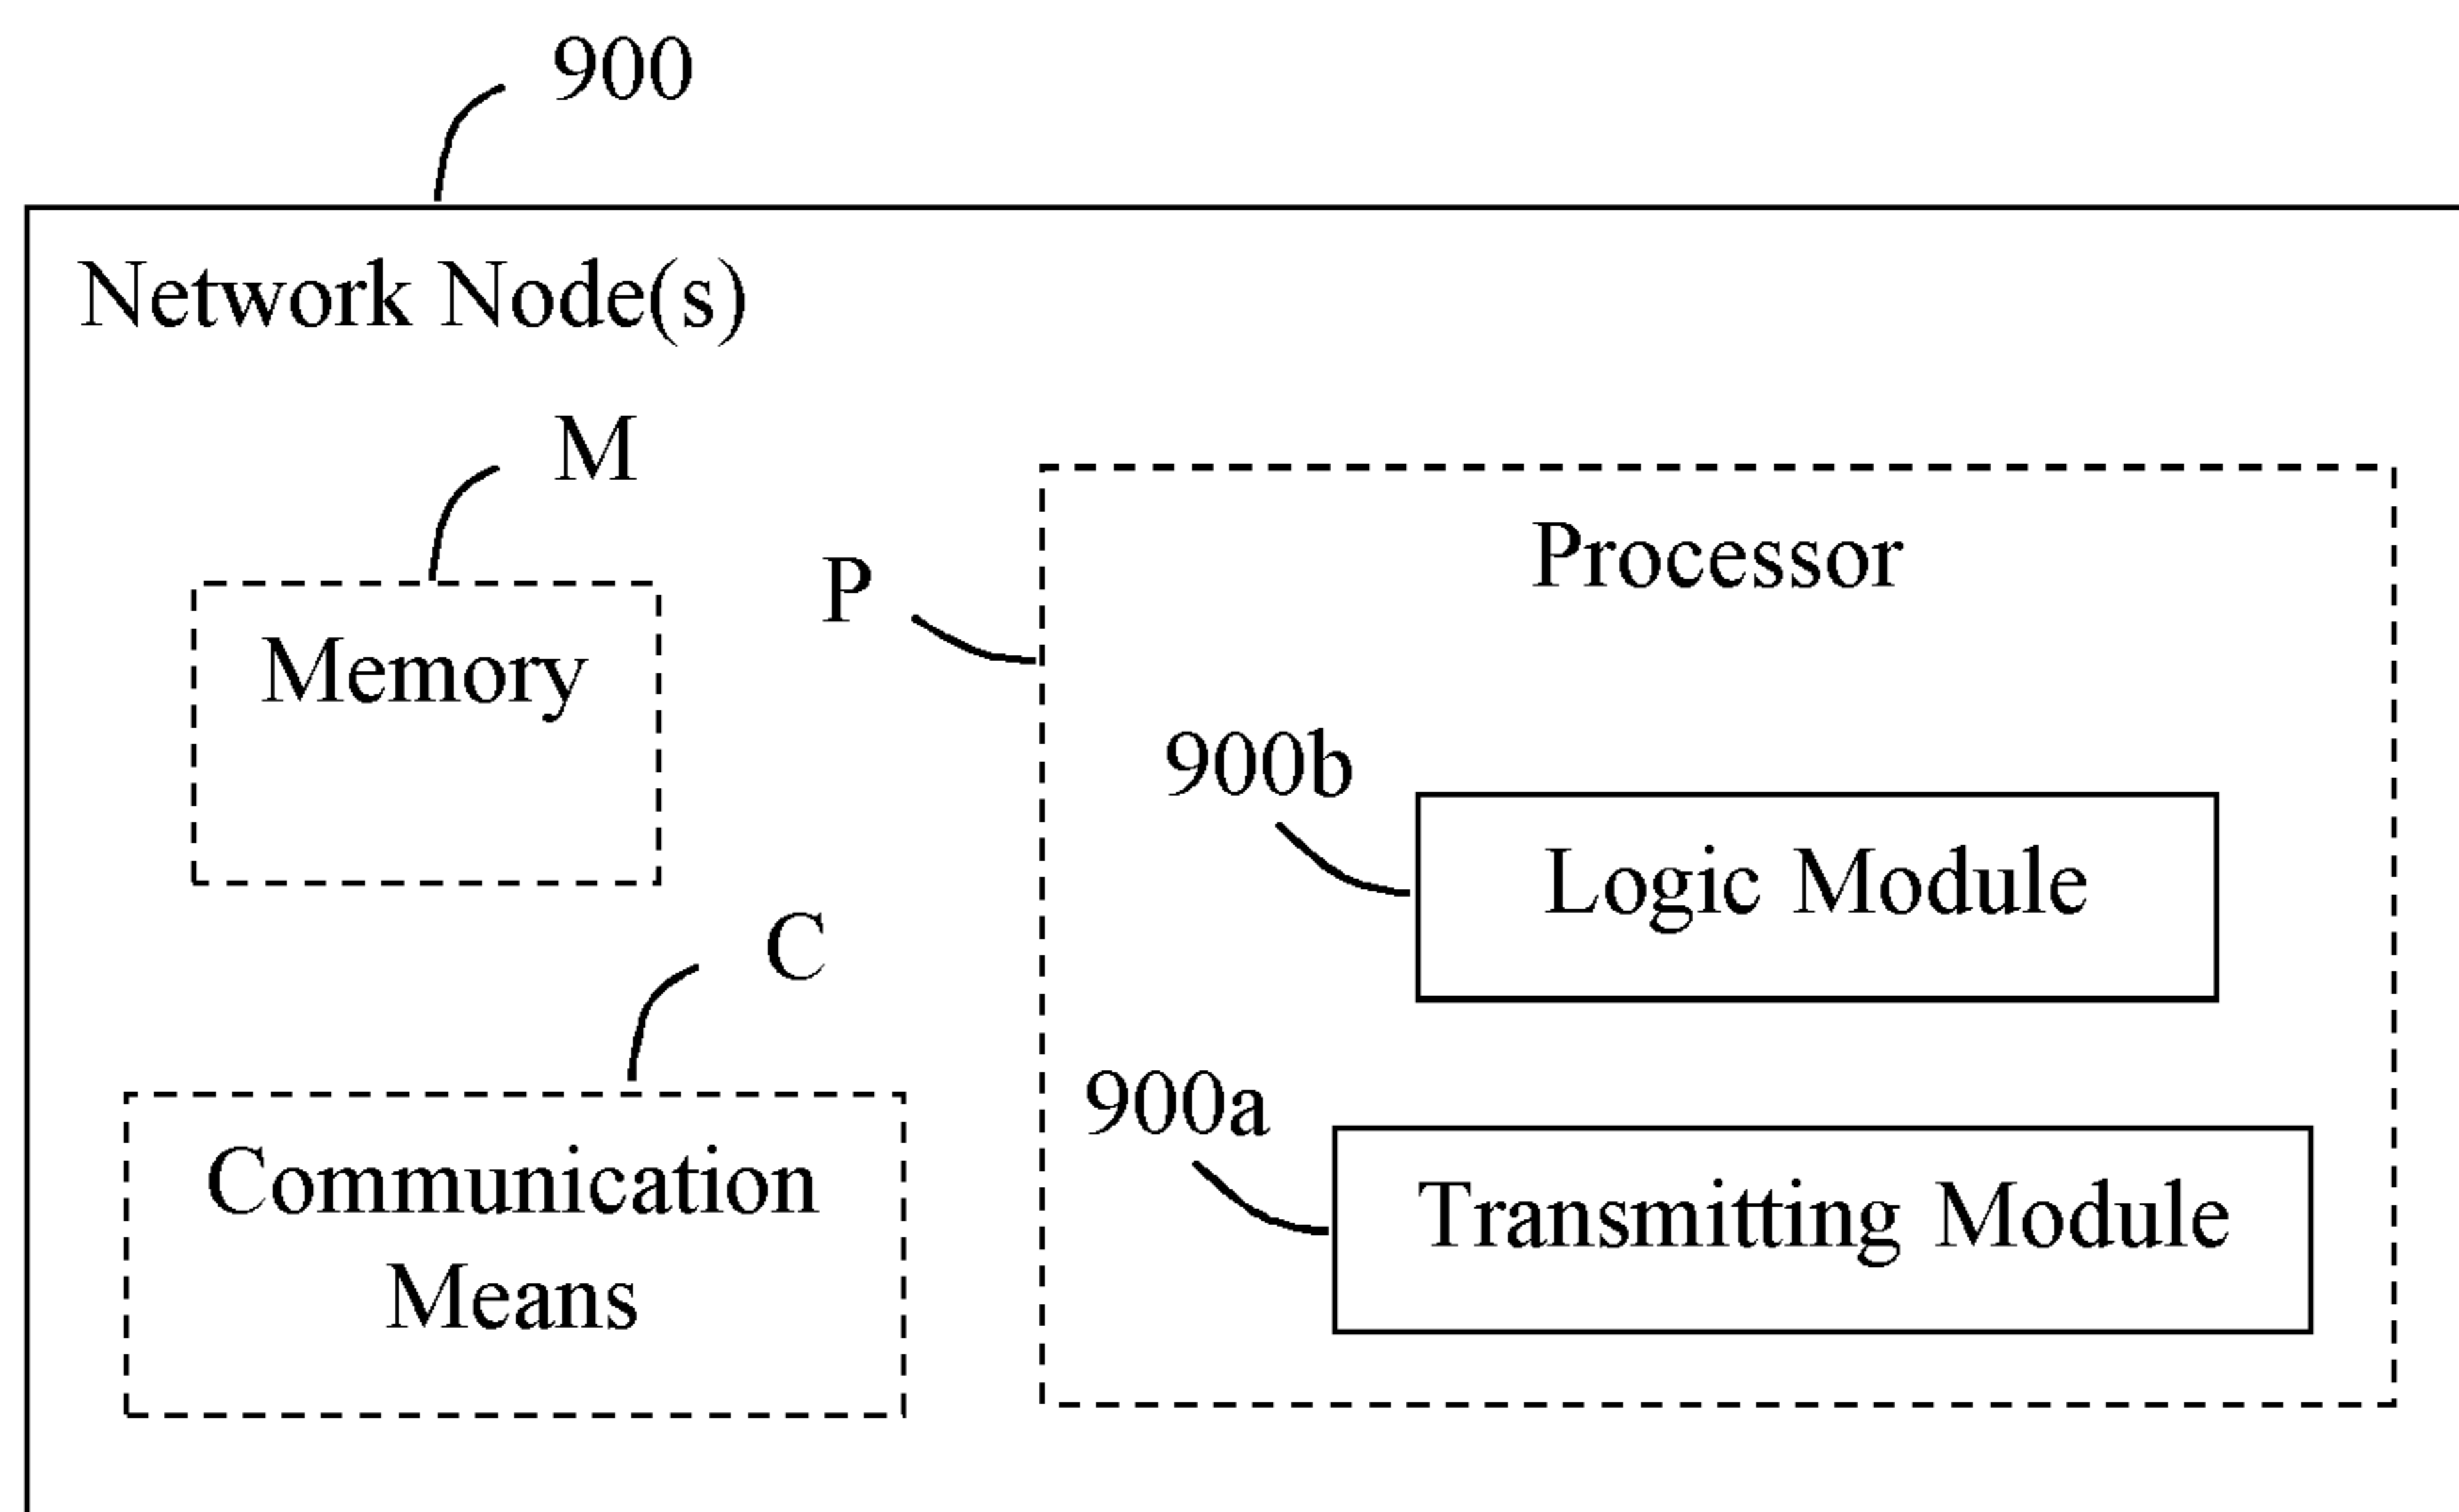 900
Network Node(s)
M
Processor
P
Memory
900b
Logic Module
C
900a
Communication
Transmitting Module
Means